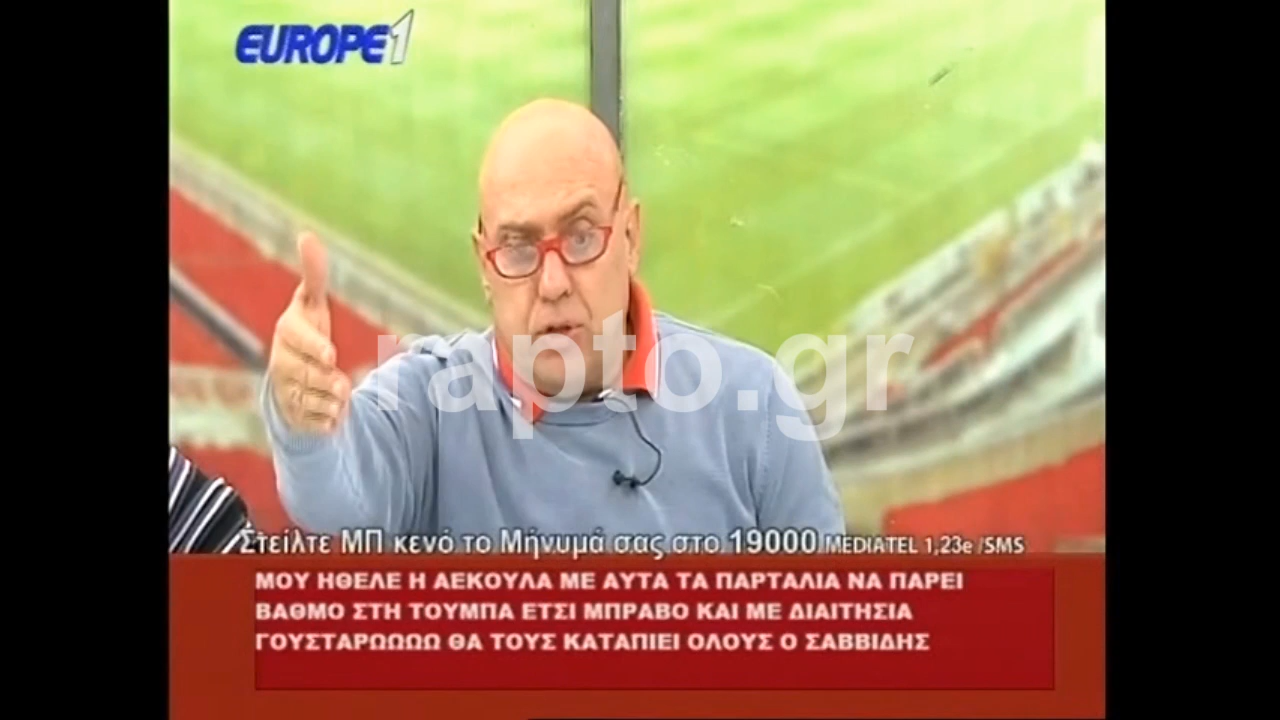 EUROPE1
rapto.gr
Στείλτε ΜΠ κενό το Μήνυμά σας στο 19000 MEDIATEL 1,23e /SMS
ΜΟΥ ΗΘΕΛΕ Η ΑΕΚΟΥΛΑ ΜΕ ΑΥΤΑ ΤΑ ΠΑΡΤΑΛΙΑ ΝΑ ΠΑΡΕΙ
ΒΑΘΜΟ ΣΤΗ ΤΟΥΜΠΑ ΕΤΣΙ ΜΠΡΑΒΟ ΚΑΙ ΜΕ ΔΙΑΙΤΗΣΙΑ
ΓΟΥΣΤΑΡΩΩΩΩ ΘΑ ΤΟΥΣ ΚΑΤΑΠΙΕΙ ΟΛΟΥΣ Ο ΣΑΒΒΙΔΗΣ